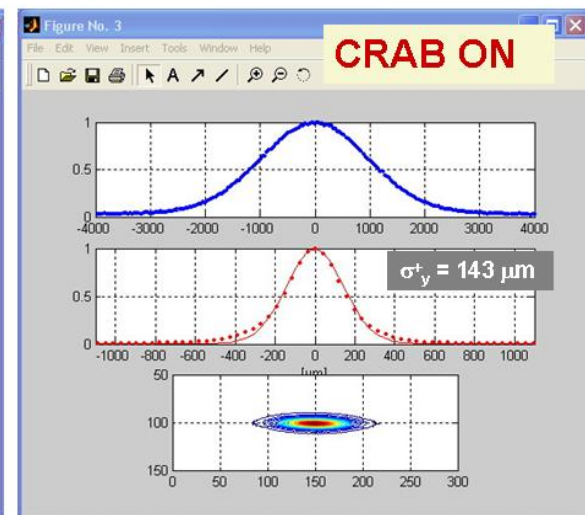 Figure No. 3
File Edit View Insert Tools Window Help
CRAB ON
1
0.5
0
-4000 -3000 -2000 -1000 0 1000 2000 3000 4000
1
σ⁺y = 143 μm
0.5
0
-1000 -800 -600 -400 -200 0 200 400 600 800 1000
[um]
50
100
150
0 50 100 150 200 250 300